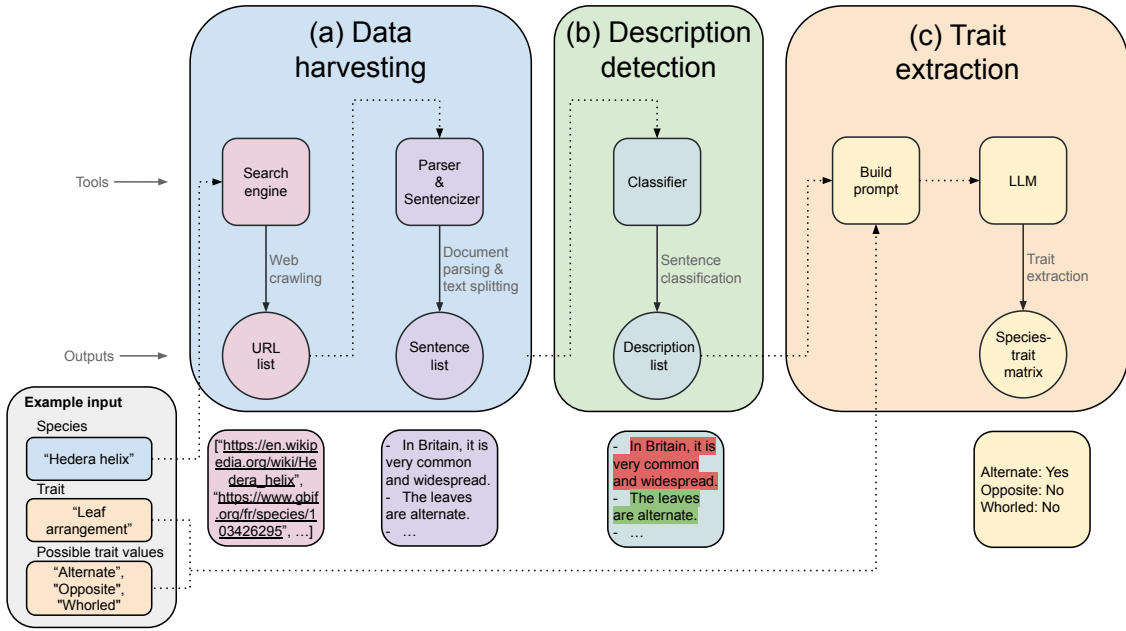 (a) Data
harvesting
(b) Description
detection
(c) Trait
extraction
Tools
Search
engine
Parser
&
Sentencizer
Classifier
Build
prompt
LLM
Web
crawling
Document
parsing &
text splitting
Sentence
classification
Trait
extraction
Outputs
URL
list
Sentence
list
Description
list
Species-
trait
matrix
Example input
Species
“Hedera helix”
Trait
“Leaf
arrangement”
Possible trait values
“Alternate”,
"Opposite",
"Whorled"
[“https://en.wikip
edia.org/wiki/He
dera_helix”,
“https://www.gbif
.org/fr/species/1
03426295”, …]
- In Britain, it is
very common
and widespread.
- The leaves
are alternate.
- …
- In Britain, it is
very common
and widespread.
- The leaves
are alternate.
- …
Alternate: Yes
Opposite: No
Whorled: No